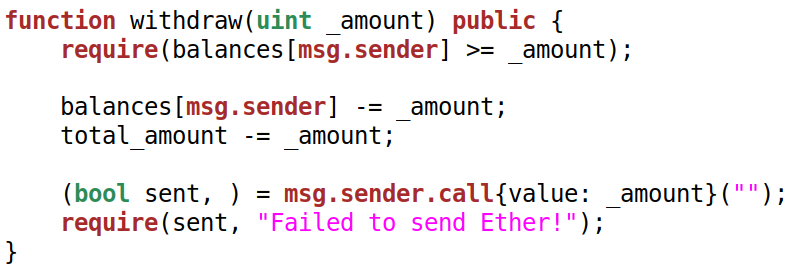 function withdraw(uint _amount) public {
    require(balances[msg.sender] >= _amount);

    balances[msg.sender] -= _amount;
    total_amount -= _amount;

    (bool sent, ) = msg.sender.call{value: _amount}("");
    require(sent, "Failed to send Ether!");
}